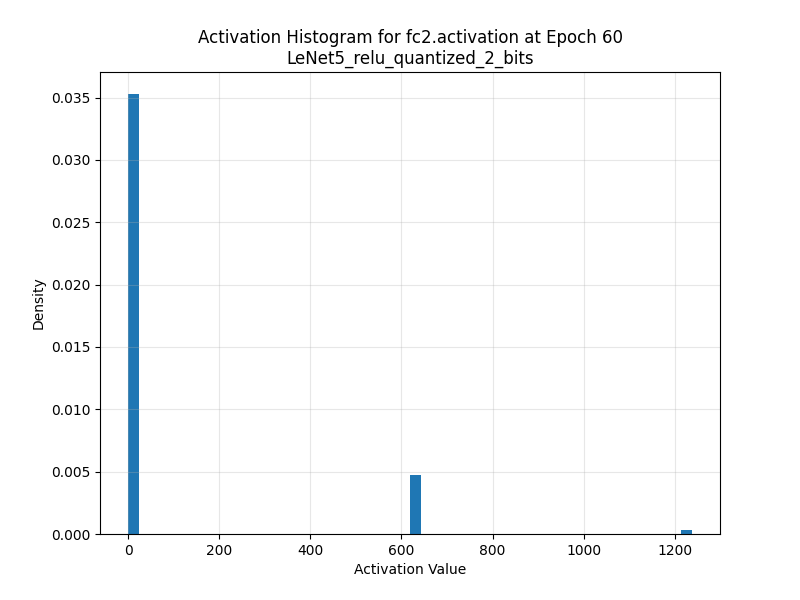 Activation Histogram for fc2.activation at Epoch 60
LeNet5_relu_quantized_2_bits
0.035
0.030
0.025
0.020
0.015
0.010
0.005
0.000
Density
0 200 400 600 800 1000 1200
Activation Value